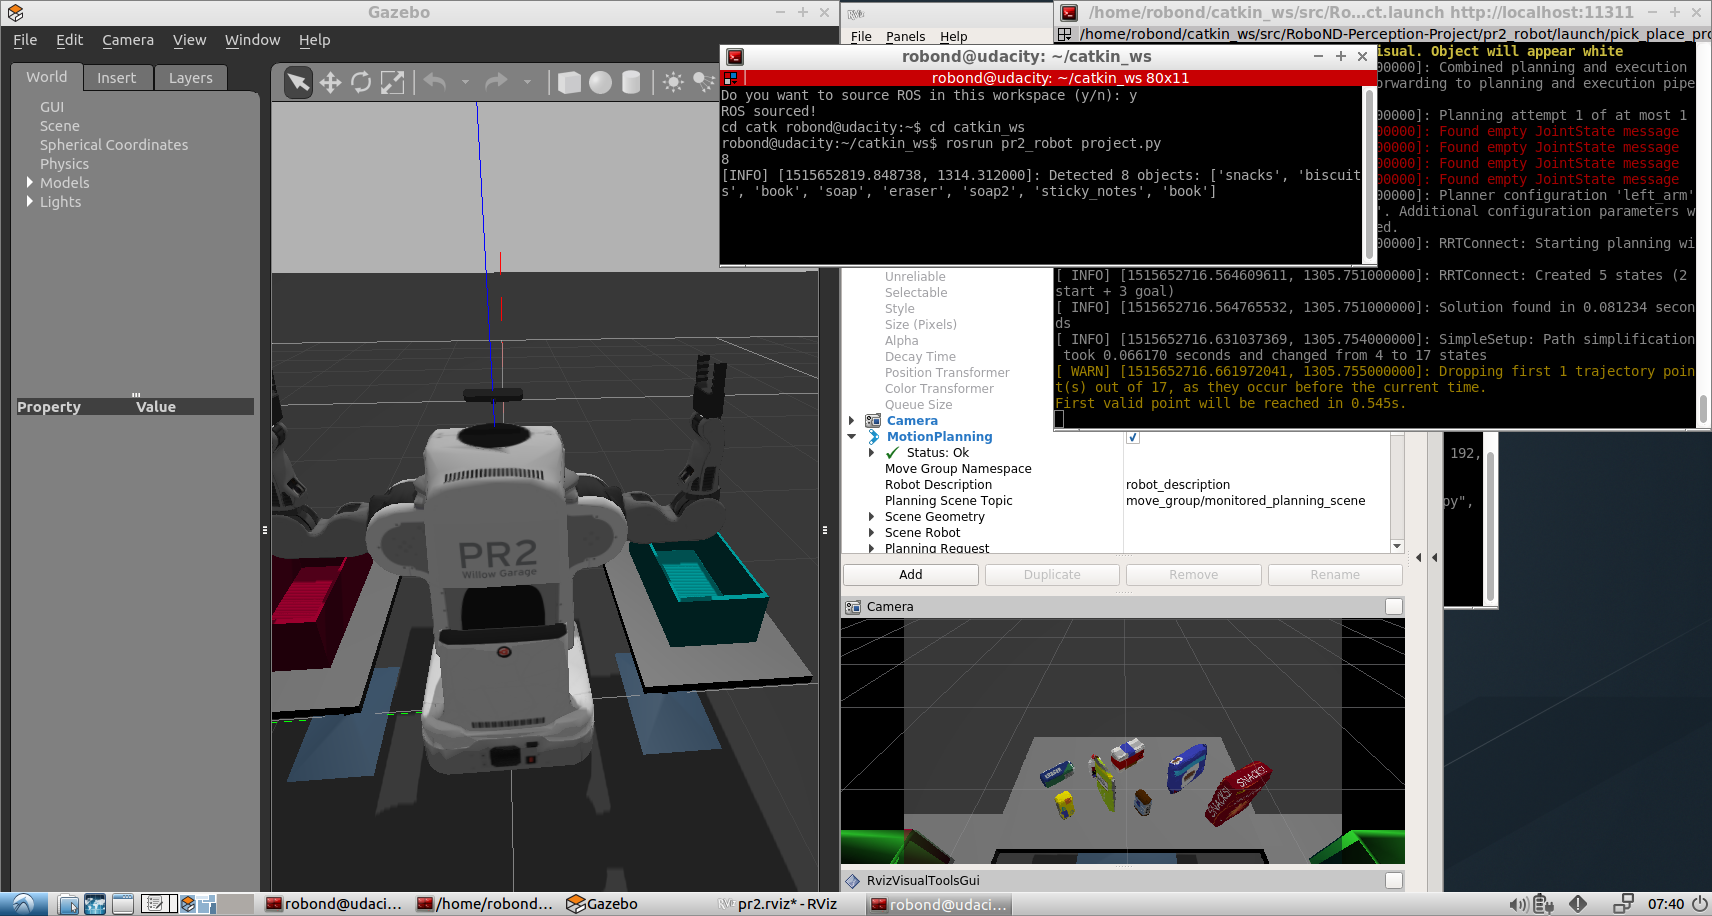 Gazebo
File Edit Camera View Window Help
World Insert Layers
GUI
Scene
Spherical Coordinates
Physics
Models
Lights
Property Value
PR2
Willow Garage
RViz
File Panels Help
/home/robond/catkin_ws/src/Ro...ct.launch http://localhost:11311
/home/robond/catkin_ws/src/RoboND-Perception-Project/pr2_robot/launch/pick_place_pro
isual. Object will appear white
00000]: Combined planning and execution
orwarding to planning and execution pipe
00000]: Planning attempt 1 of at most 1
00000]: Found empty JointState message
00000]: Found empty JointState message
00000]: Found empty JointState message
00000]: Found empty JointState message
00000]: Planner configuration 'left_arm'
'. Additional configuration parameters w
ed.
00000]: RRTConnect: Starting planning wi
[ INFO] [1515652716.564609611, 1305.751000000]: RRTConnect: Created 5 states (2
start + 3 goal)
[ INFO] [1515652716.564765532, 1305.751000000]: Solution found in 0.081234 secon
ds
[ INFO] [1515652716.631037369, 1305.754000000]: SimpleSetup: Path simplification
took 0.066170 seconds and changed from 4 to 17 states
[ WARN] [1515652716.661972041, 1305.755000000]: Dropping first 1 trajectory poin
t(s) out of 17, as they occur before the current time.
First valid point will be reached in 0.545s.
robond@udacity: ~/catkin_ws
robond@udacity: ~/catkin_ws 80x11
Do you want to source ROS in this workspace (y/n): y
ROS sourced!
cd catk robond@udacity:~$ cd catkin_ws
robond@udacity:~/catkin_ws$ rosrun pr2_robot project.py
8
[INFO] [1515652819.848738, 1314.312000]: Detected 8 objects: ['snacks', 'biscuit
s', 'book', 'soap', 'eraser', 'soap2', 'sticky_notes', 'book']
Unreliable
Selectable
Style
Size (Pixels)
Alpha
Decay Time
Position Transformer
Color Transformer
Queue Size
Camera
MotionPlanning
Status: Ok
Move Group Namespace
Robot Description robot_description
Planning Scene Topic move_group/monitored_planning_scene
Scene Geometry
Scene Robot
Planning Request
Add Duplicate Remove Rename
192,
py",
Camera
SNACKS!
SNACKS!
RvizVisualToolsGui
robond@udaci... /home/robond... Gazebo pr2.rviz* - RViz robond@udaci... 07:40